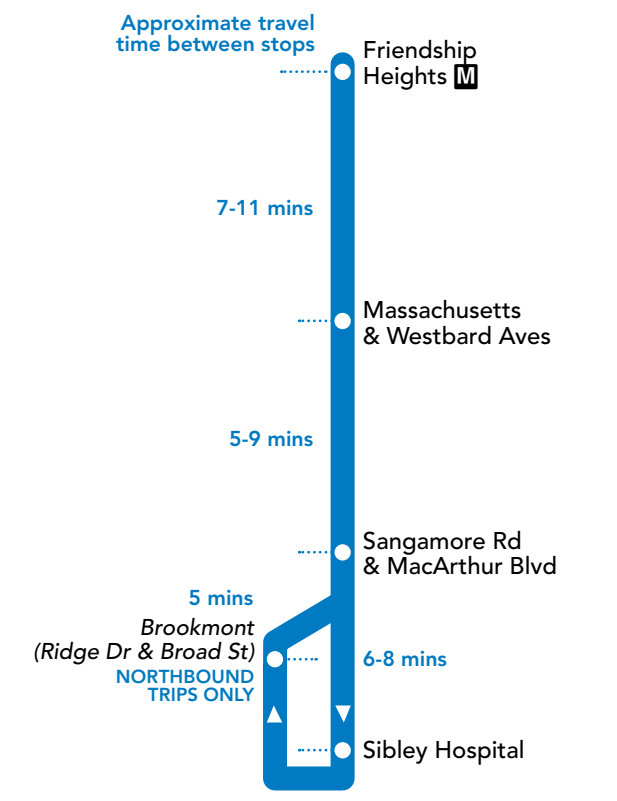 Approximate travel
time between stops
Friendship
Heights M
7-11 mins
Massachusetts
& Westbard Aves
5-9 mins
Sangamore Rd
& MacArthur Blvd
5 mins
Brookmont
(Ridge Dr & Broad St)
NORTHBOUND
TRIPS ONLY
6-8 mins
Sibley Hospital